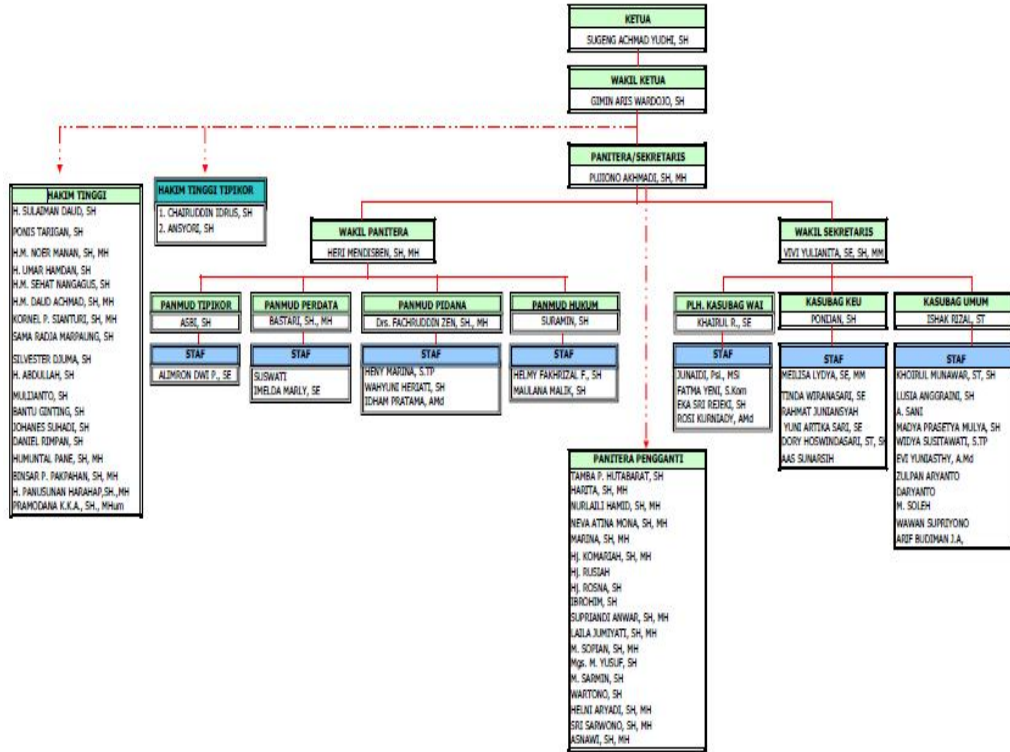 KETUA
SUGENG ACHMAD YUDHI, SH
WAKIL KETUA
GIMIN ARIS WARDOJO, SH
PANITERA/SEKRETARIS
PUJIONO AKHMADI, SH, MH
HAKIM TINGGI
H. SULAIMAN DAUD, SH
PONIS TARIGAN, SH
H.M. NOER MANAN, SH, MH
H. UMAR HAMDAN, SH
H.M. SEHAT NANGAGUS, SH
H.M. DAUD ACHMAD, SH, MH
KORNEL P. SIANTURI, SH, MH
SAMA RADJA MARPAUNG, SH
SILVESTER DJUMA, SH
H. ABDULLAH, SH
MULIJANTO, SH
BANTU GINTING, SH
JOHANES SUHADI, SH
DANIEL RIMPAN, SH
HUMUNTAL PANE, SH, MH
BINSAR P. PAKPAHAN, SH, MH
H. PANUSUNAN HARAHAP,SH.,MH
PRAMODANA K.K.A., SH., MHum
HAKIM TINGGI TIPIKOR
1. CHAIRUDDIN IDRUS, SH
2. ANSYORI, SH
WAKIL PANITERA
HERI MENDISBEN, SH, MH
WAKIL SEKRETARIS
VIVI YULIANITA, SE, SH, MM
PANMUD TIPIKOR
ASBI, SH
STAF
ALIMRON DWI P., SE
PANMUD PERDATA
BASTARI, SH., MH
STAF
SUSWATI
IMELDA MARLY, SE
PANMUD PIDANA
Drs. FACHRUDDIN ZEN, SH., MH
STAF
HENY MARINA, S.TP
WAHYUNI HERIATI, SH
IDHAM PRATAMA, AMd
PANMUD HUKUM
SURAMIN, SH
STAF
HELMY FAKHRIZAL F., SH
MAULANA MALIK, SH
PLH. KASUBAG WAI
KHAIRUL R., SE
STAF
JUNAIDI, Psi., MSi
FATMA YENI, S.Kom
EKA SRI REJEKI, SH
ROSI KURNIADY, AMd
KASUBAG KEU
PONIJAN, SH
STAF
MEILISA LYDYA, SE, MM
TINDA WIRANASARI, SE
RAHMAT JUNIANSYAH
YUNI ARTIKA SARI, SE
DORY HOSWINDASARI, ST, SH
AAS SUNARSIH
KASUBAG UMUM
ISHAK RIZAL, ST
STAF
KHOIRUL MUNAWAR, ST, SH
LUSIA ANGGRAINI, SH
A. SANI
MADYA PRASETYA MULYA, SH
WIDYA SUSITAWATI, S.TP
EVI YUNIASTHY, A.Md
ZULPAN ARYANTO
DARYANTO
M. SOLEH
WAWAN SUPRIYONO
ARIF BUDIMAN J.A,
PANITERA PENGGANTI
TAMBA P. HUTABARAT, SH
HARITA, SH, MH
NURLAILI HAMID, SH, MH
NEVA ATINA MONA, SH, MH
MARINA, SH, MH
HJ. KOMARIAH, SH, MH
HJ. RUSIAH
HJ. ROSNA, SH
IBROHIM, SH
SUPRIANDI ANWAR, SH, MH
LAILA JUMIYATI, SH, MH
M. SOPIAN, SH, MH
Mgs. M. YUSUF, SH
M. SARMIN, SH
WARTONO, SH
HELNI ARYADI, SH, MH
SRI SARWONO, SH, MH
ASNAWI, SH, MH